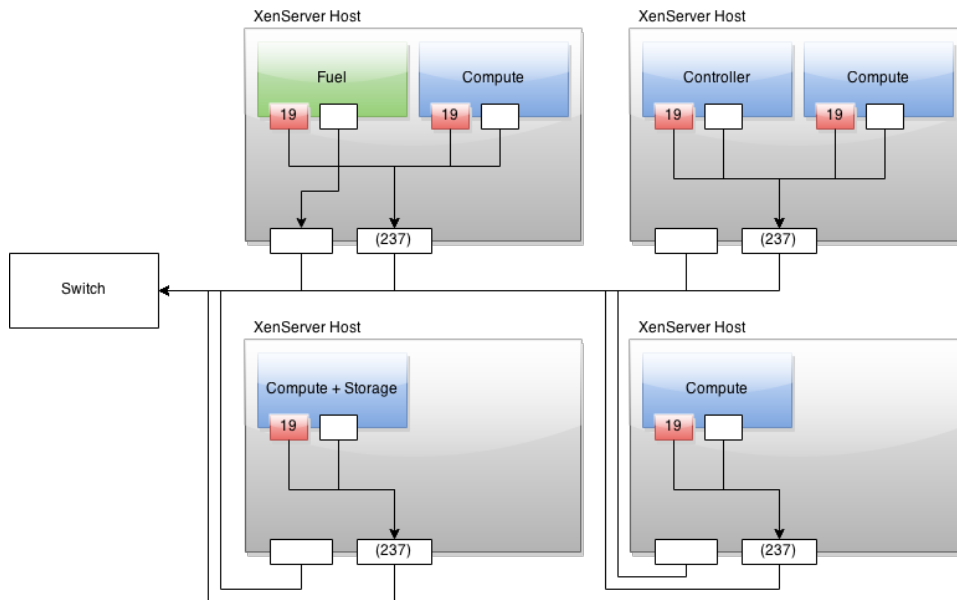 XenServer Host
XenServer Host
Fuel
Compute
Controller
Compute
19
19
19
19
(237)
(237)
Switch
XenServer Host
XenServer Host
Compute + Storage
Compute
19
19
(237)
(237)